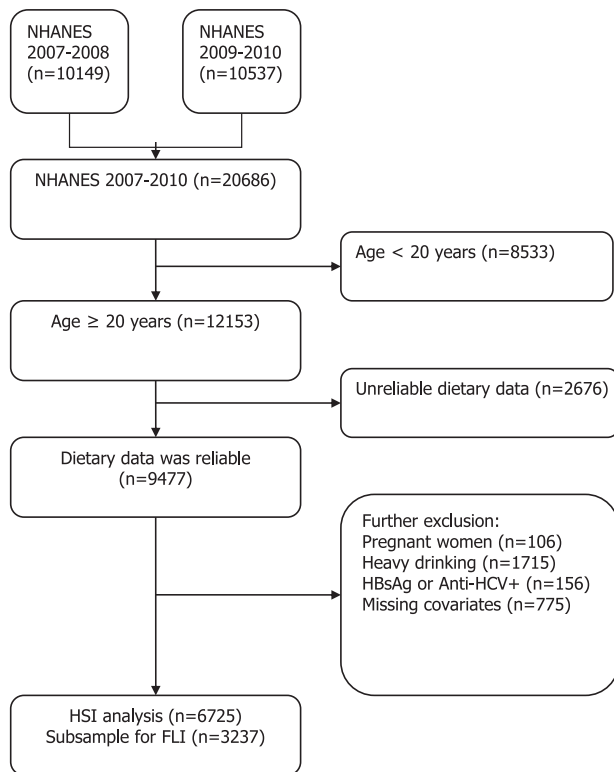 NHANES
2007-2008
(n=10149)
NHANES
2009-2010
(n=10537)
NHANES 2007-2010 (n=20686)
Age < 20 years (n=8533)
Age ≥ 20 years (n=12153)
Unreliable dietary data (n=2676)
Dietary data was reliable
(n=9477)
Further exclusion:
Pregnant women (n=106)
Heavy drinking (n=1715)
HBsAg or Anti-HCV+ (n=156)
Missing covariates (n=775)
HSI analysis (n=6725)
Subsample for FLI (n=3237)